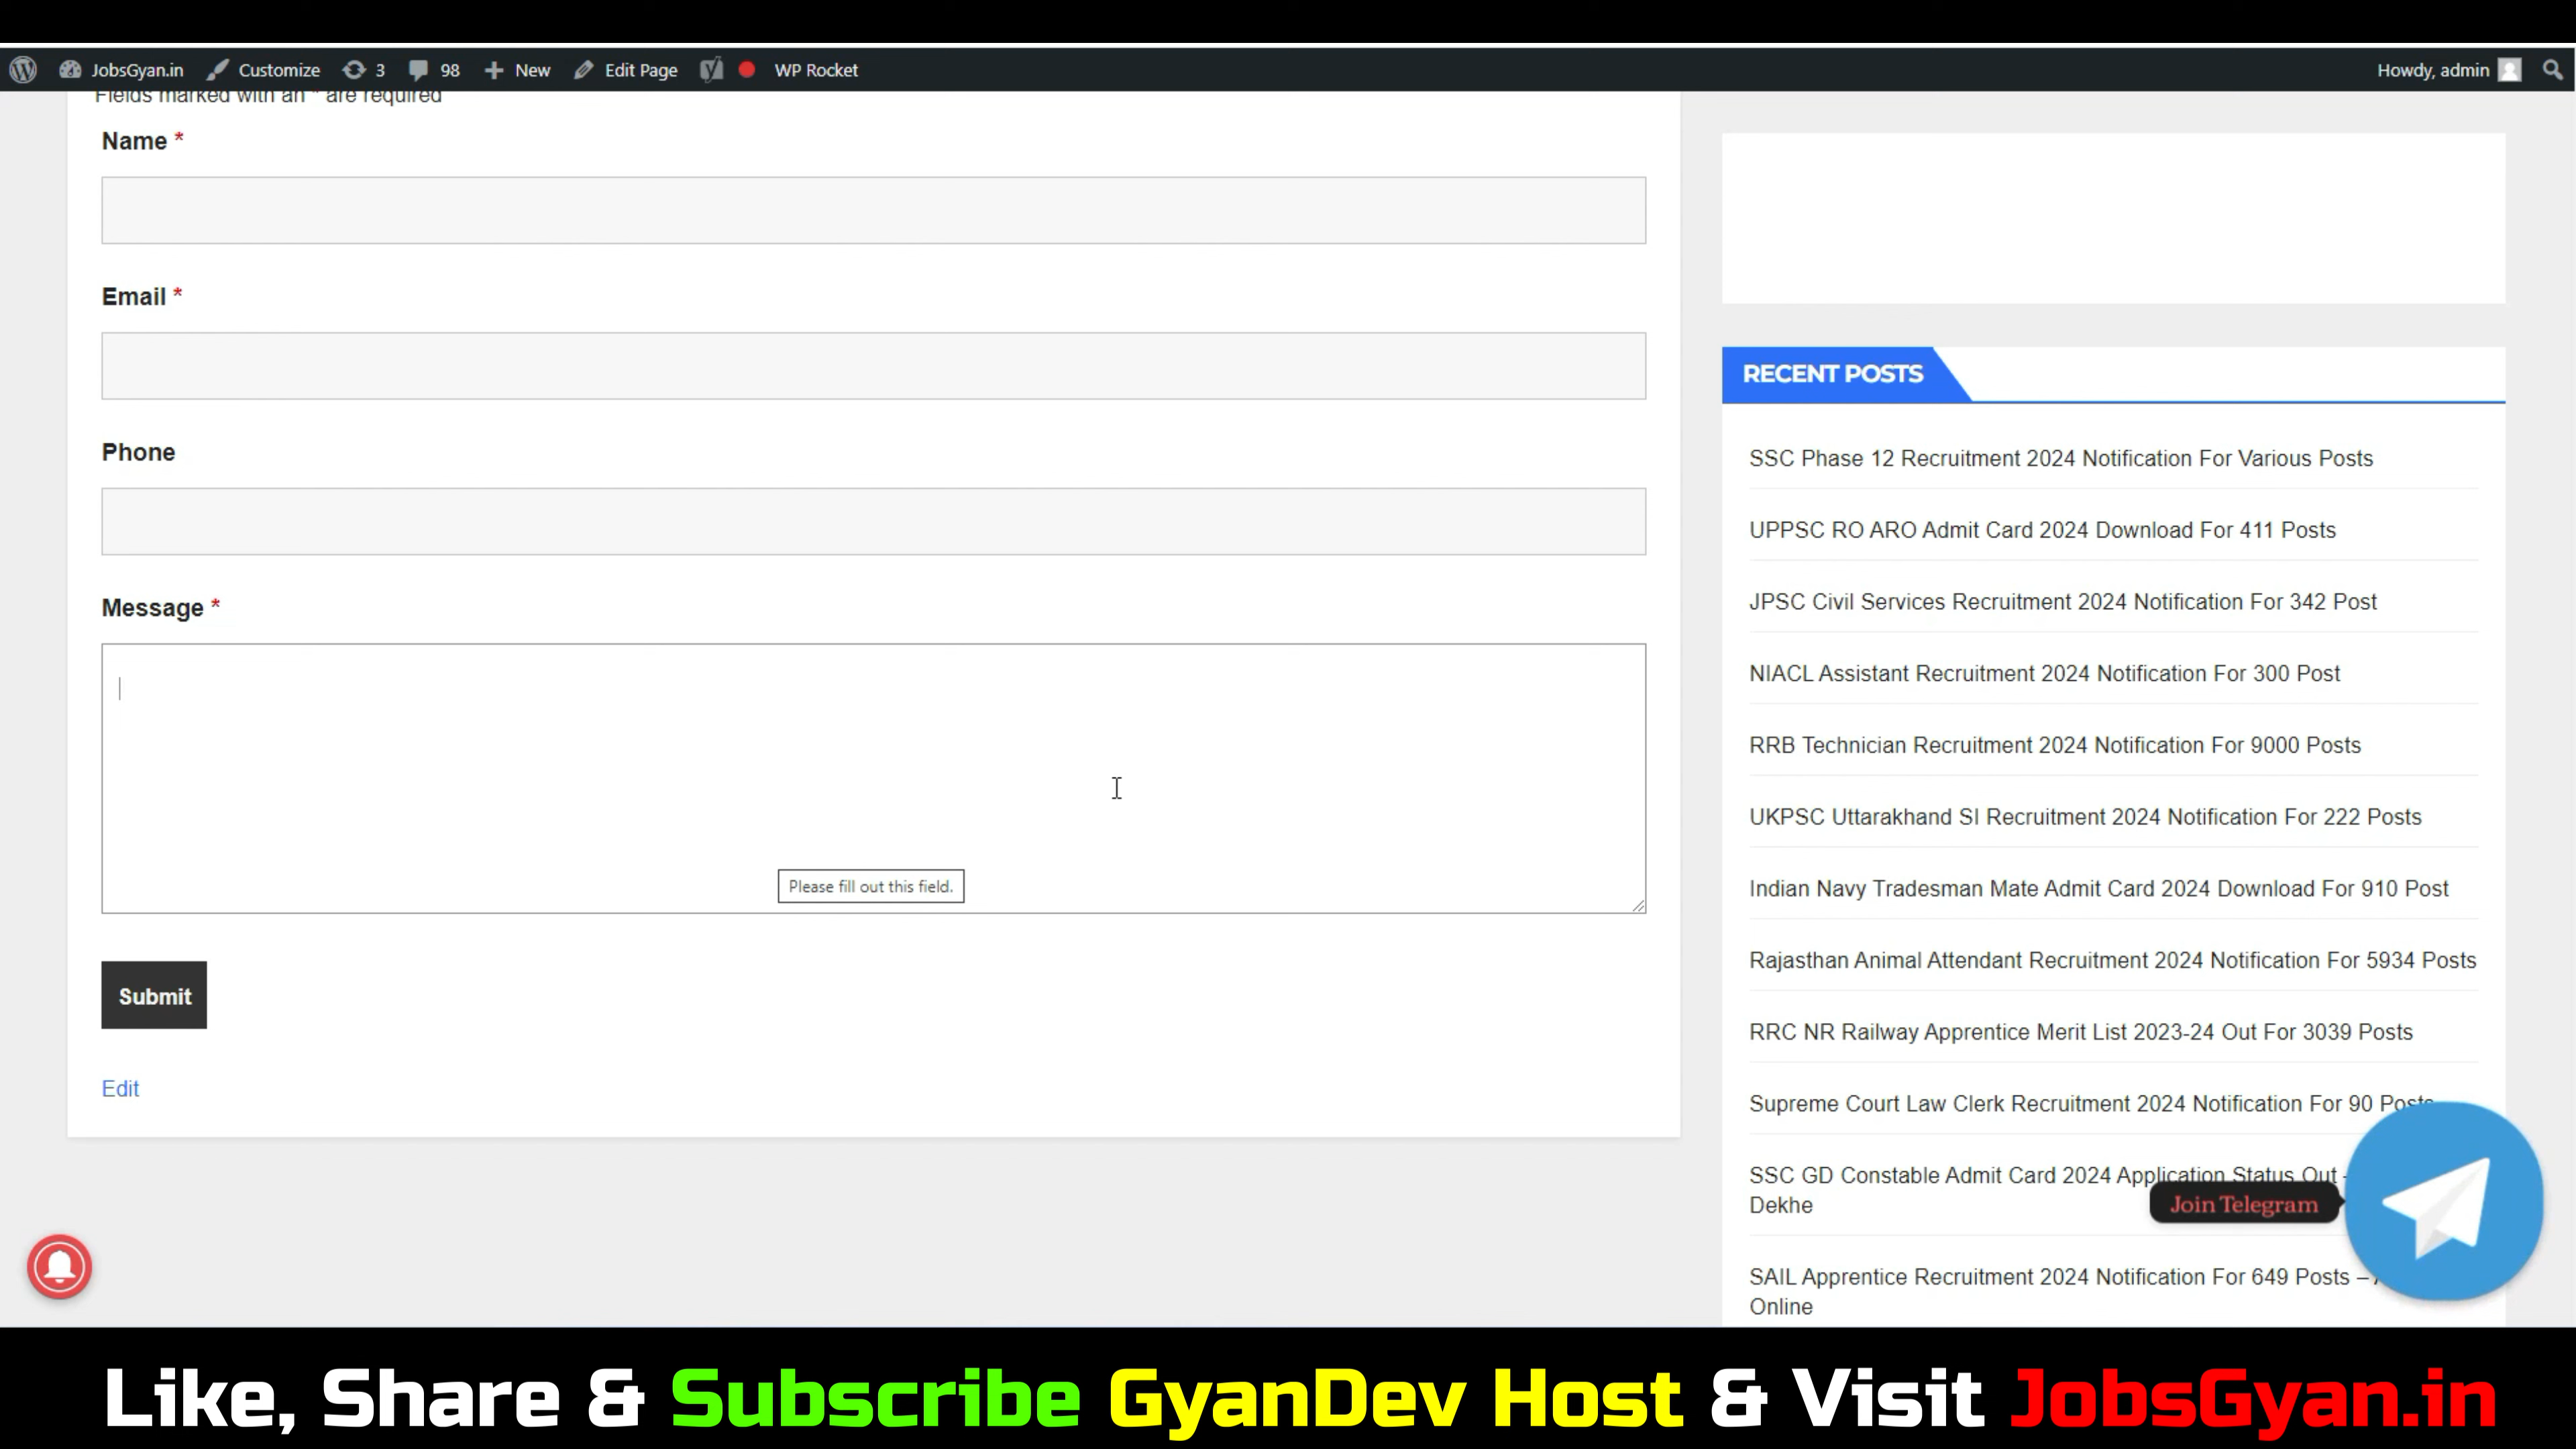 JobsGyan.in Customize 3 98 New Edit Page WP Rocket Howdy, admin
Fields marked with an * are required
Name *
Email *
Phone
Message *
Please fill out this field.
Submit
Edit
RECENT POSTS
SSC Phase 12 Recruitment 2024 Notification For Various Posts
UPPSC RO ARO Admit Card 2024 Download For 411 Posts
JPSC Civil Services Recruitment 2024 Notification For 342 Post
NIACL Assistant Recruitment 2024 Notification For 300 Post
RRB Technician Recruitment 2024 Notification For 9000 Posts
UKPSC Uttarakhand SI Recruitment 2024 Notification For 222 Posts
Indian Navy Tradesman Mate Admit Card 2024 Download For 910 Post
Rajasthan Animal Attendant Recruitment 2024 Notification For 5934 Posts
RRC NR Railway Apprentice Merit List 2023-24 Out For 3039 Posts
Supreme Court Law Clerk Recruitment 2024 Notification For 90 Posts
SSC GD Constable Admit Card 2024 Application Status Out -
Dekhe
Join Telegram
SAIL Apprentice Recruitment 2024 Notification For 649 Posts –
Online
Like, Share & Subscribe GyanDev Host & Visit JobsGyan.in